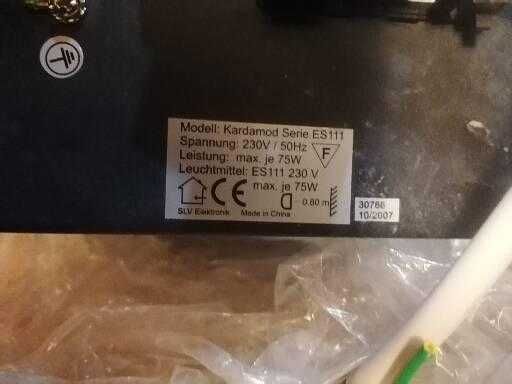 Modell: Kardamod Serie ES111
Spannung: 230V / 50Hz
F
Leistung: max. je 75W
Leuchtmittel: ES111 230 V
CE max. je 75W
0.80 m
SLV Elektronik Made in China
30786
10/2007